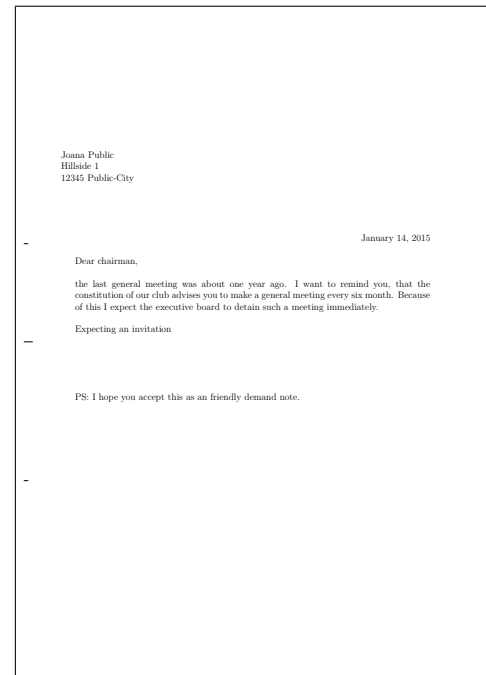 Joana Public
Hillside 1
12345 Public-City
January 14, 2015
Dear chairman,
the last general meeting was about one year ago. I want to remind you, that the
constitution of our club advises you to make a general meeting every six month. Because
of this I expect the executive board to detain such a meeting immediately.
Expecting an invitation
PS: I hope you accept this as an friendly demand note.